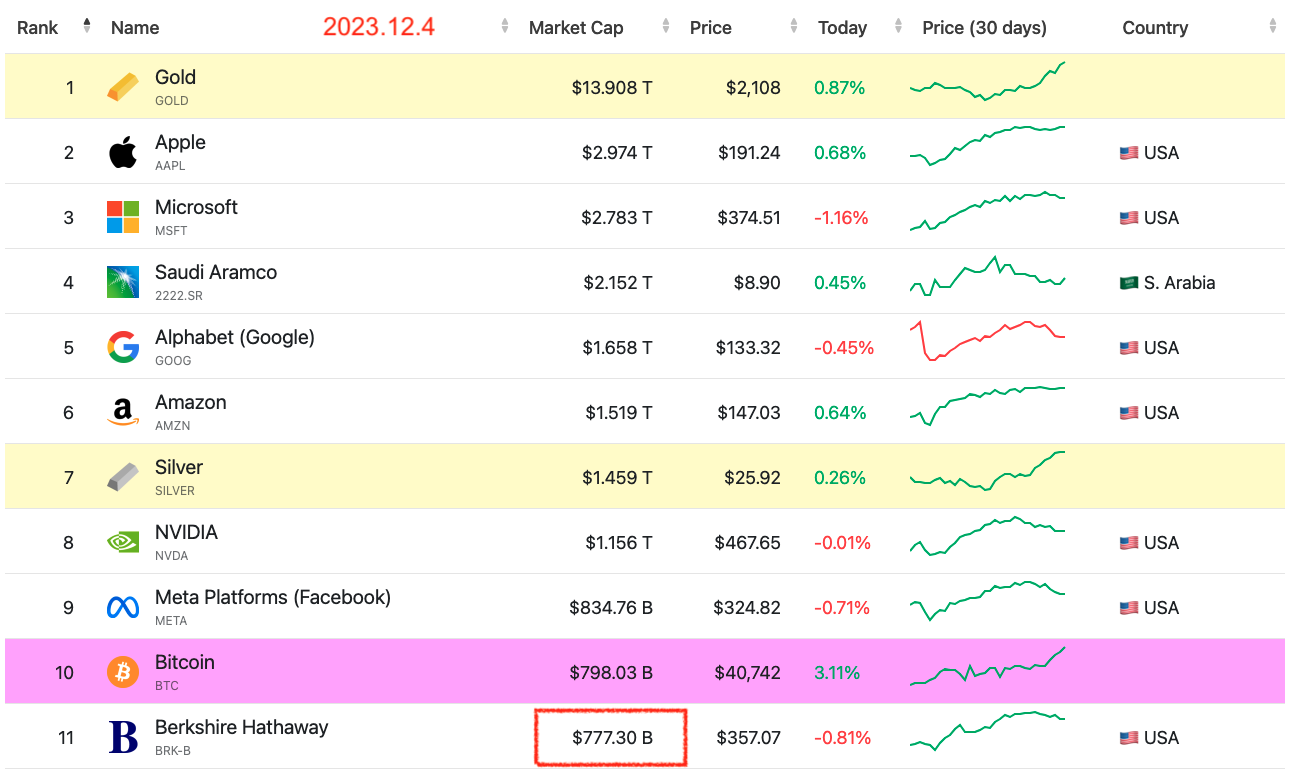 Rank Name 2023.12.4 Market Cap Price Today Price (30 days) Country
1 Gold $13.908 T $2,108 0.87%
GOLD
2 Apple $2.974 T $191.24 0.68% USA
AAPL
3 Microsoft $2.783 T $374.51 -1.16% USA
MSFT
4 Saudi Aramco $2.152 T $8.90 0.45% S. Arabia
2222.SR
5 Alphabet (Google) $1.658 T $133.32 -0.45% USA
GOOG
6 Amazon $1.519 T $147.03 0.64% USA
AMZN
7 Silver $1.459 T $25.92 0.26%
SILVER
8 NVIDIA $1.156 T $467.65 -0.01% USA
NVDA
9 Meta Platforms (Facebook) $834.76 B $324.82 -0.71% USA
META
10 Bitcoin $798.03 B $40,742 3.11%
BTC
11 B Berkshire Hathaway $777.30 B $357.07 -0.81% USA
BRK-B